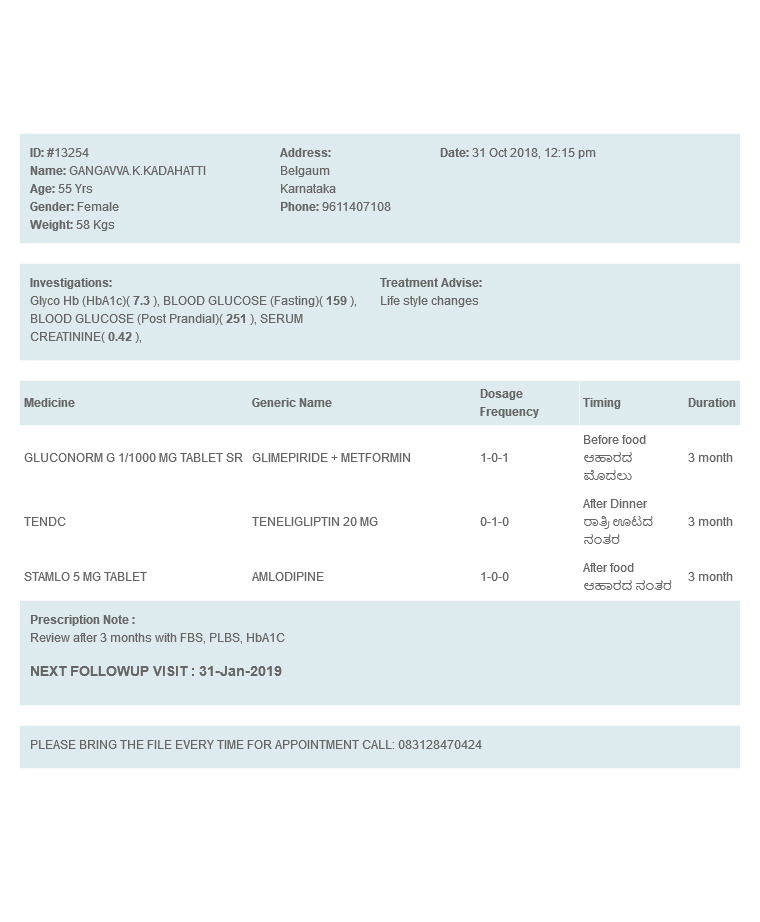 ID: #13254
Name: GANGAVVA.K.KADAHATTI
Age: 55 Yrs
Gender: Female
Weight: 58 Kgs
Address:
Belgaum
Karnataka
Phone: 9611407108
Date: 31 Oct 2018, 12:15 pm
Investigations:
Glyco Hb (HbA1c)( 7.3 ), BLOOD GLUCOSE (Fasting)( 159 ),
BLOOD GLUCOSE (Post Prandial)( 251 ), SERUM
CREATININE( 0.42 ),
Treatment Advise:
Life style changes
Medicine Generic Name Dosage Frequency Timing Duration
GLUCONORM G 1/1000 MG TABLET SR GLIMEPIRIDE + METFORMIN 1-0-1 Before food 3 month
ಆಹಾರದ
ಮೊದಲು
TENDC TENELIGLIPTIN 20 MG 0-1-0 After Dinner 3 month
ರಾತ್ರಿ ಊಟದ
ನಂತರ
STAMLO 5 MG TABLET AMLODIPINE 1-0-0 After food 3 month
ಆಹಾರದ ನಂತರ
Prescription Note :
Review after 3 months with FBS, PLBS, HbA1C
NEXT FOLLOWUP VISIT : 31-Jan-2019
PLEASE BRING THE FILE EVERY TIME FOR APPOINTMENT CALL: 083128470424